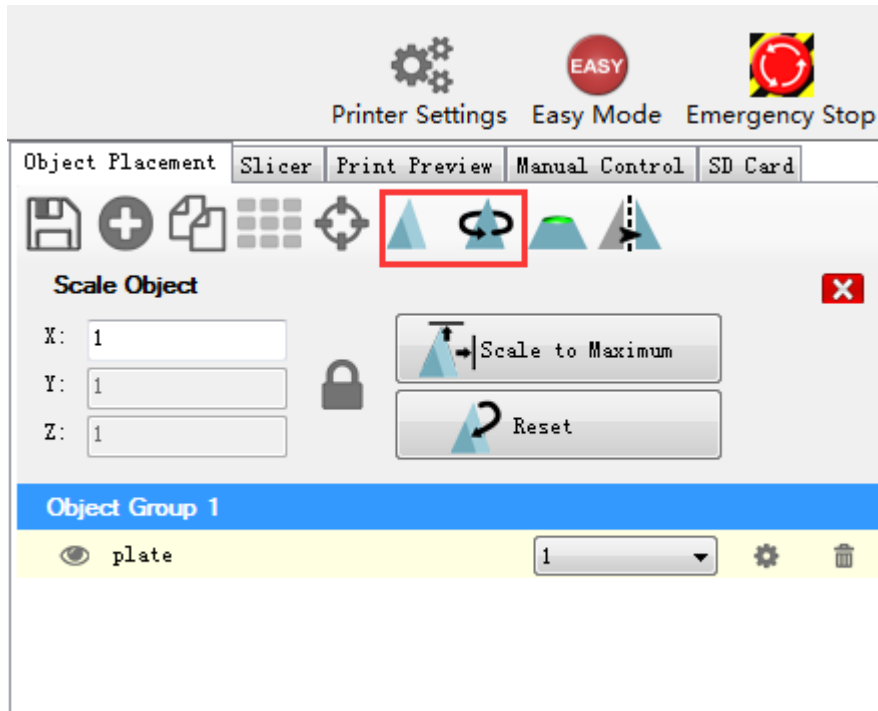 EASY
Printer Settings Easy Mode Emergency Stop
Object Placement Slicer Print Preview Manual Control SD Card
Scale Object
X: 1
Scale to Maximum
Y: 1
Z: 1
Reset
Object Group 1
plate 1